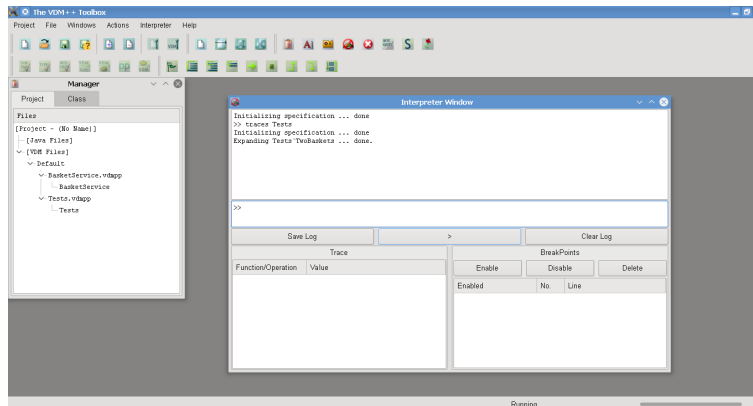 The VDM++ Toolbox
Project File Windows Actions Interpreter Help
Manager
Project Class
Files
[Project - (No Name)]
[Java Files]
[VDM Files]
Default
BasketService.vdmpp
BasketService
Tests.vdmpp
Tests
Interpreter Window
Initializing specification ... done
>> traces Tests
Initializing specification ... done
Expanding Tests`TwoBaskets ... done.
>>
Save Log > Clear Log
Trace BreakPoints
Function/Operation Value
Enable Disable Delete
Enabled No. Line
Running